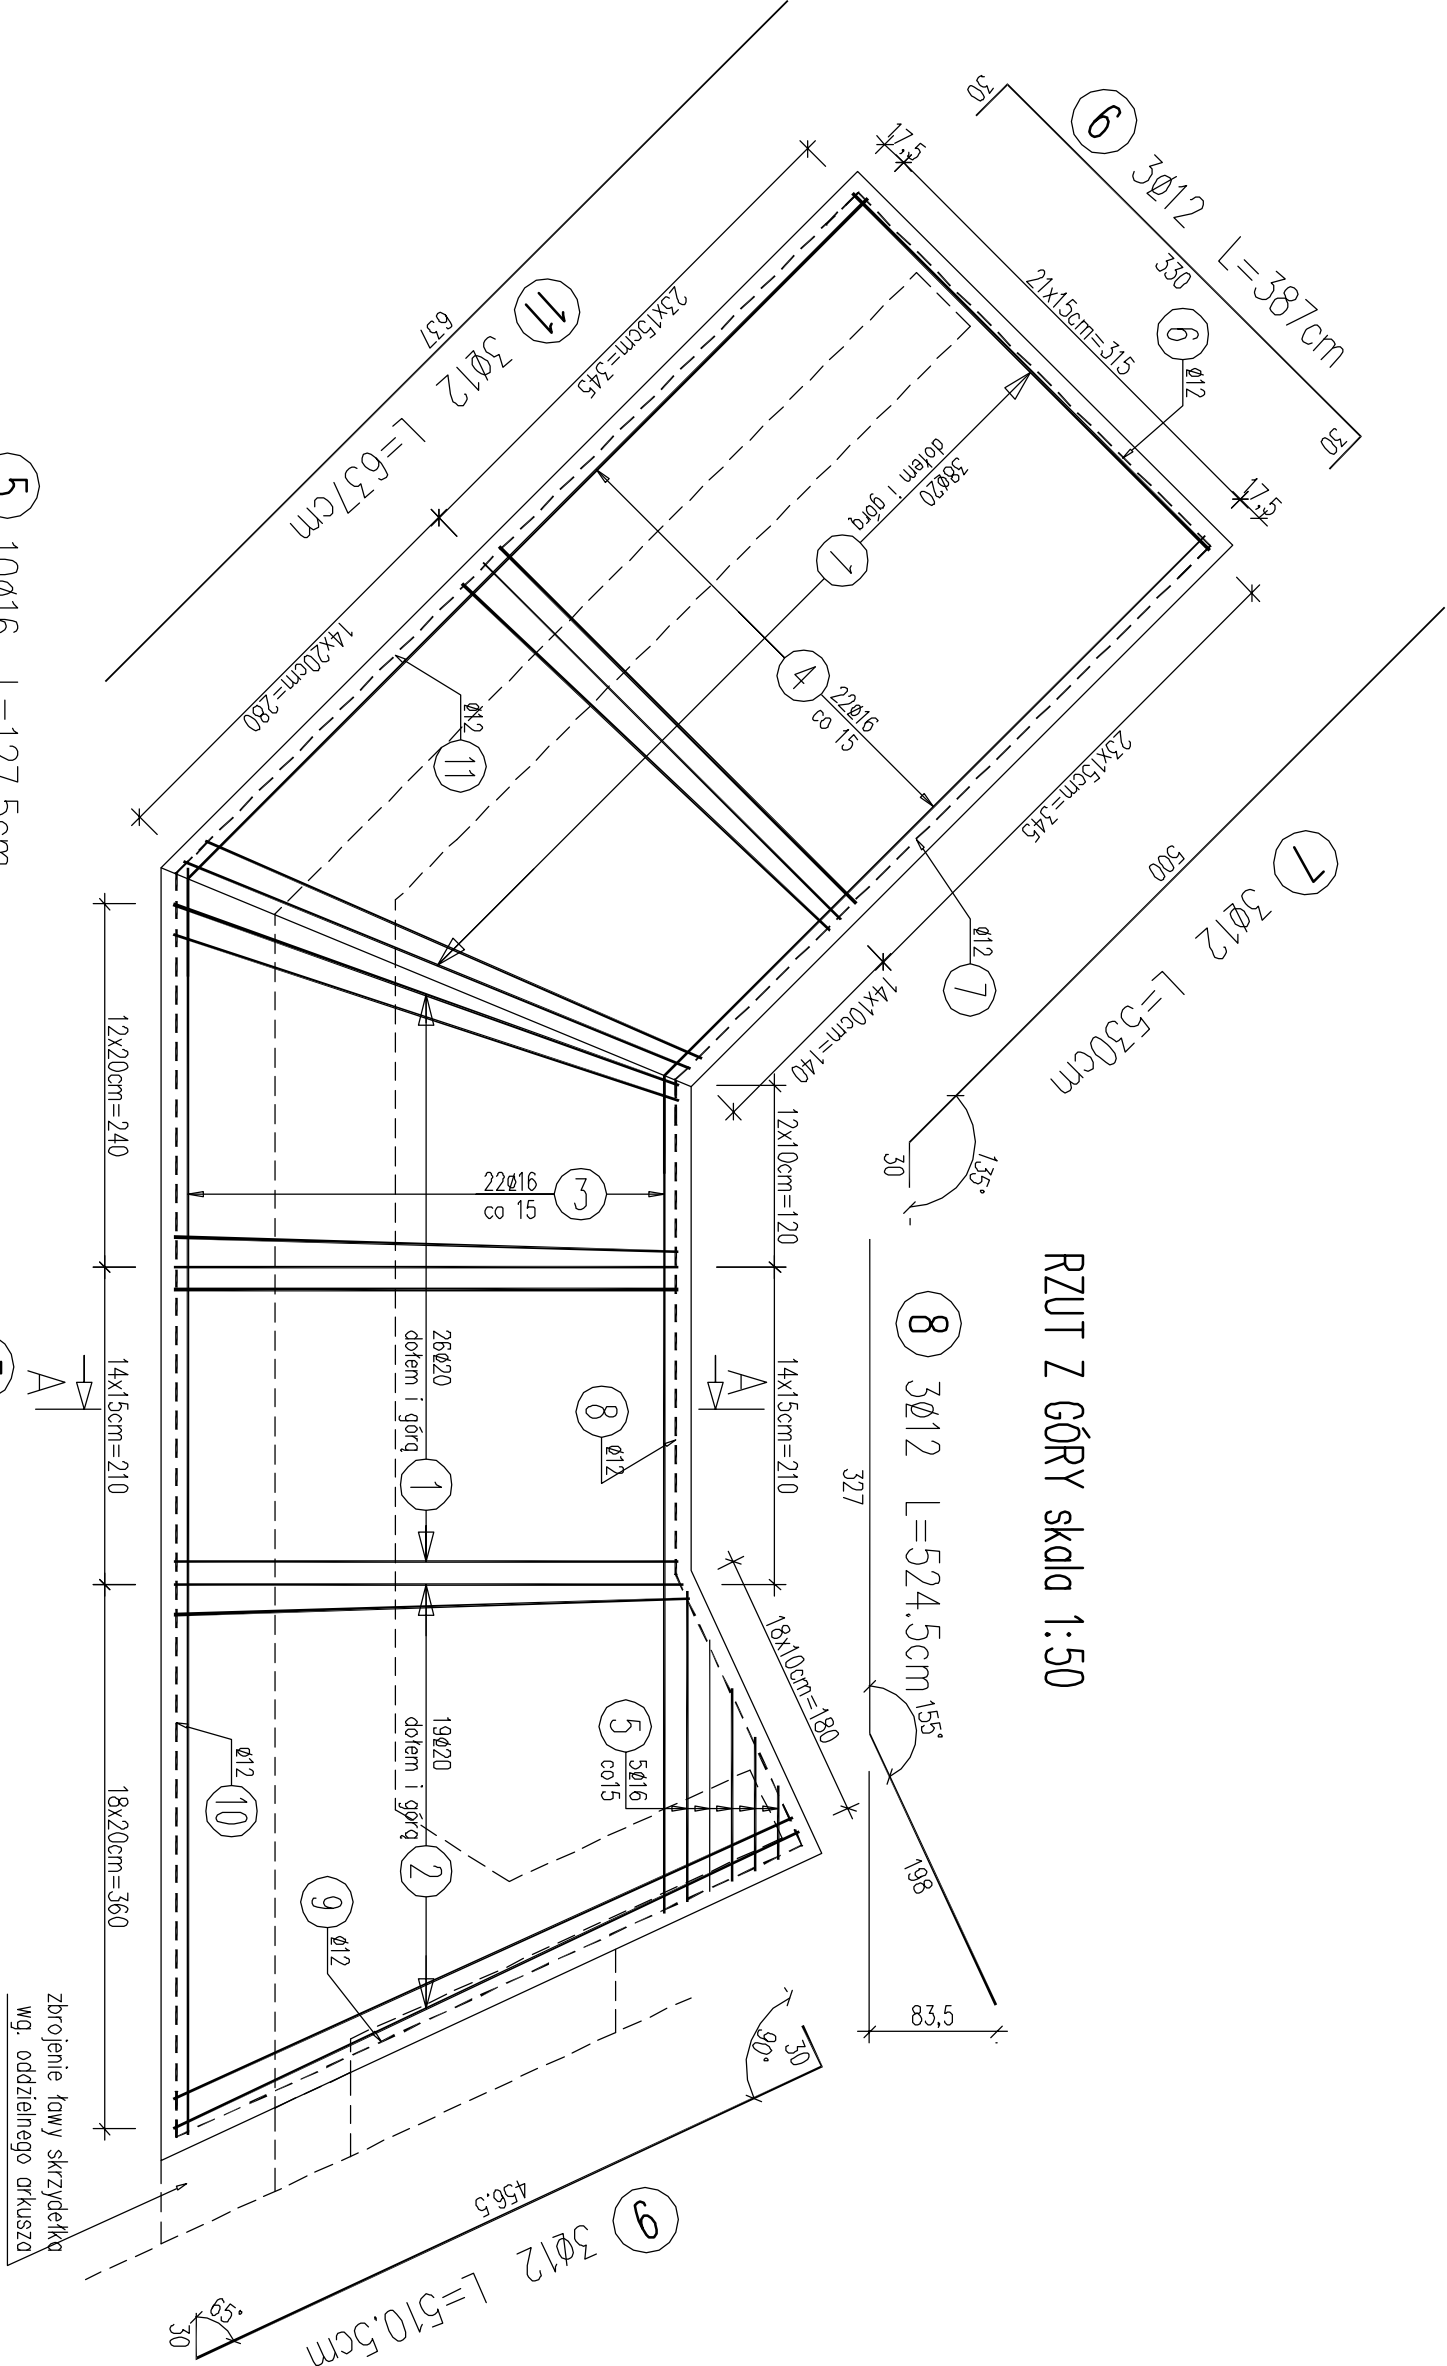 RZUT Z GÓRY skala 1:50
6 3ø12 L=387cm
30
330
30
17,5
21x15cm=315
17,5
6 ø12
11 3ø12 L=637cm
637
23x15cm=345
14x20cm=280
38ø20
dołem i górą
1
4 22ø16
co 15
ø12 11
7 3ø12 L=530cm
500
30
135°
23x15cm=345
14x10cm=140
ø12 7
8 3ø12 L=524.5cm
327
155°
198
83,5
12x10cm=120
14x15cm=210
18x10cm=180
A
A
22ø16
co 15
3
26ø20
dołem i górą
1
8 ø12
5 5ø16
co15
19ø20
dołem i górą
2
9 ø12
ø12 10
12x20cm=240
14x15cm=210
18x20cm=360
9 3ø12 L=510.5cm
30
90°
456.5
65°
30
zbrojenie ławy skrzydełka
wg. oddzielnego arkusza
5 10ø16 L=127.5cm